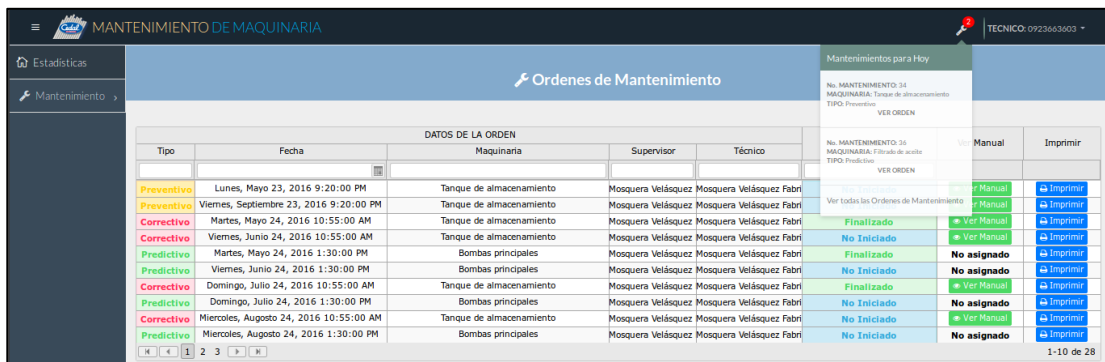 Cedal MANTENIMIENTO DE MAQUINARIA 2 TECNICO: 0923663603
Estadísticas
Mantenimiento
Ordenes de Mantenimiento
Mantenimientos para Hoy
No. MANTENIMIENTO: 34
MAQUINARIA: Tanque de almacenamiento
TIPO: Preventivo
VER ORDEN
No. MANTENIMIENTO: 36
MAQUINARIA: Filtrado de aceite
TIPO: Predictivo
VER ORDEN
Ver todas las Ordenes de Mantenimiento
DATOS DE LA ORDEN
Tipo Fecha Maquinaria Supervisor Técnico Manual Imprimir
Preventivo Lunes, Mayo 23, 2016 9:20:00 PM Tanque de almacenamiento Mosquera Velásquez Mosquera Velásquez Fabri Ver Manual Imprimir
Preventivo Viernes, Septiembre 23, 2016 9:20:00 PM Tanque de almacenamiento Mosquera Velásquez Mosquera Velásquez Fabri Ver Manual Imprimir
Correctivo Martes, Mayo 24, 2016 10:55:00 AM Tanque de almacenamiento Mosquera Velásquez Mosquera Velásquez Fabri Finalizado Ver Manual Imprimir
Correctivo Viernes, Junio 24, 2016 10:55:00 AM Tanque de almacenamiento Mosquera Velásquez Mosquera Velásquez Fabri No Iniciado Ver Manual Imprimir
Predictivo Martes, Mayo 24, 2016 1:30:00 PM Bombas principales Mosquera Velásquez Mosquera Velásquez Fabri Finalizado No asignado Imprimir
Predictivo Viernes, Junio 24, 2016 1:30:00 PM Bombas principales Mosquera Velásquez Mosquera Velásquez Fabri No Iniciado No asignado Imprimir
Correctivo Domingo, Julio 24, 2016 10:55:00 AM Tanque de almacenamiento Mosquera Velásquez Mosquera Velásquez Fabri Finalizado Ver Manual Imprimir
Predictivo Domingo, Julio 24, 2016 1:30:00 PM Bombas principales Mosquera Velásquez Mosquera Velásquez Fabri No Iniciado No asignado Imprimir
Correctivo Miercoles, Augosto 24, 2016 10:55:00 AM Tanque de almacenamiento Mosquera Velásquez Mosquera Velásquez Fabri No Iniciado Ver Manual Imprimir
Predictivo Miercoles, Augosto 24, 2016 1:30:00 PM Bombas principales Mosquera Velásquez Mosquera Velásquez Fabri No Iniciado No asignado Imprimir
1 2 3 1-10 de 28